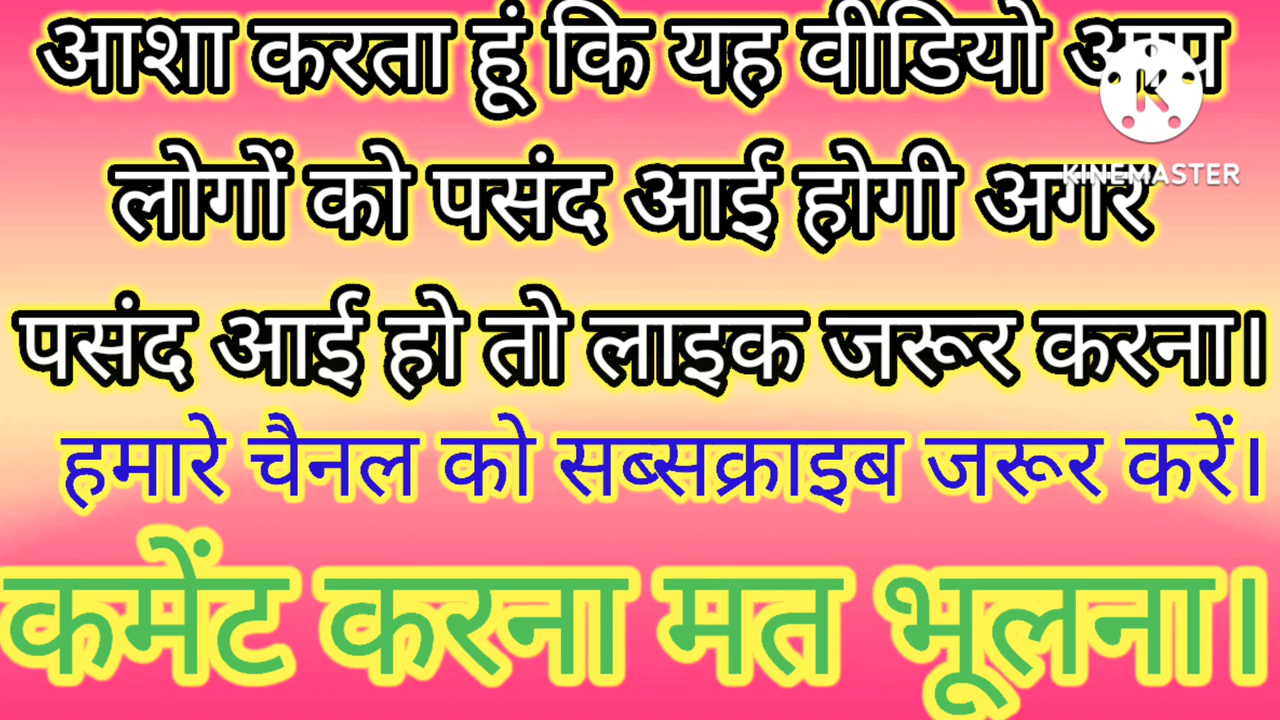 आशा करता हूं कि यह वीडियो आप
लोगों को पसंद आई होगी अगर
पसंद आई हो तो लाइक जरूर करना।
हमारे चैनल को सब्सक्राइब जरूर करें।
कमेंट करना मत भूलना।
KINEMASTER